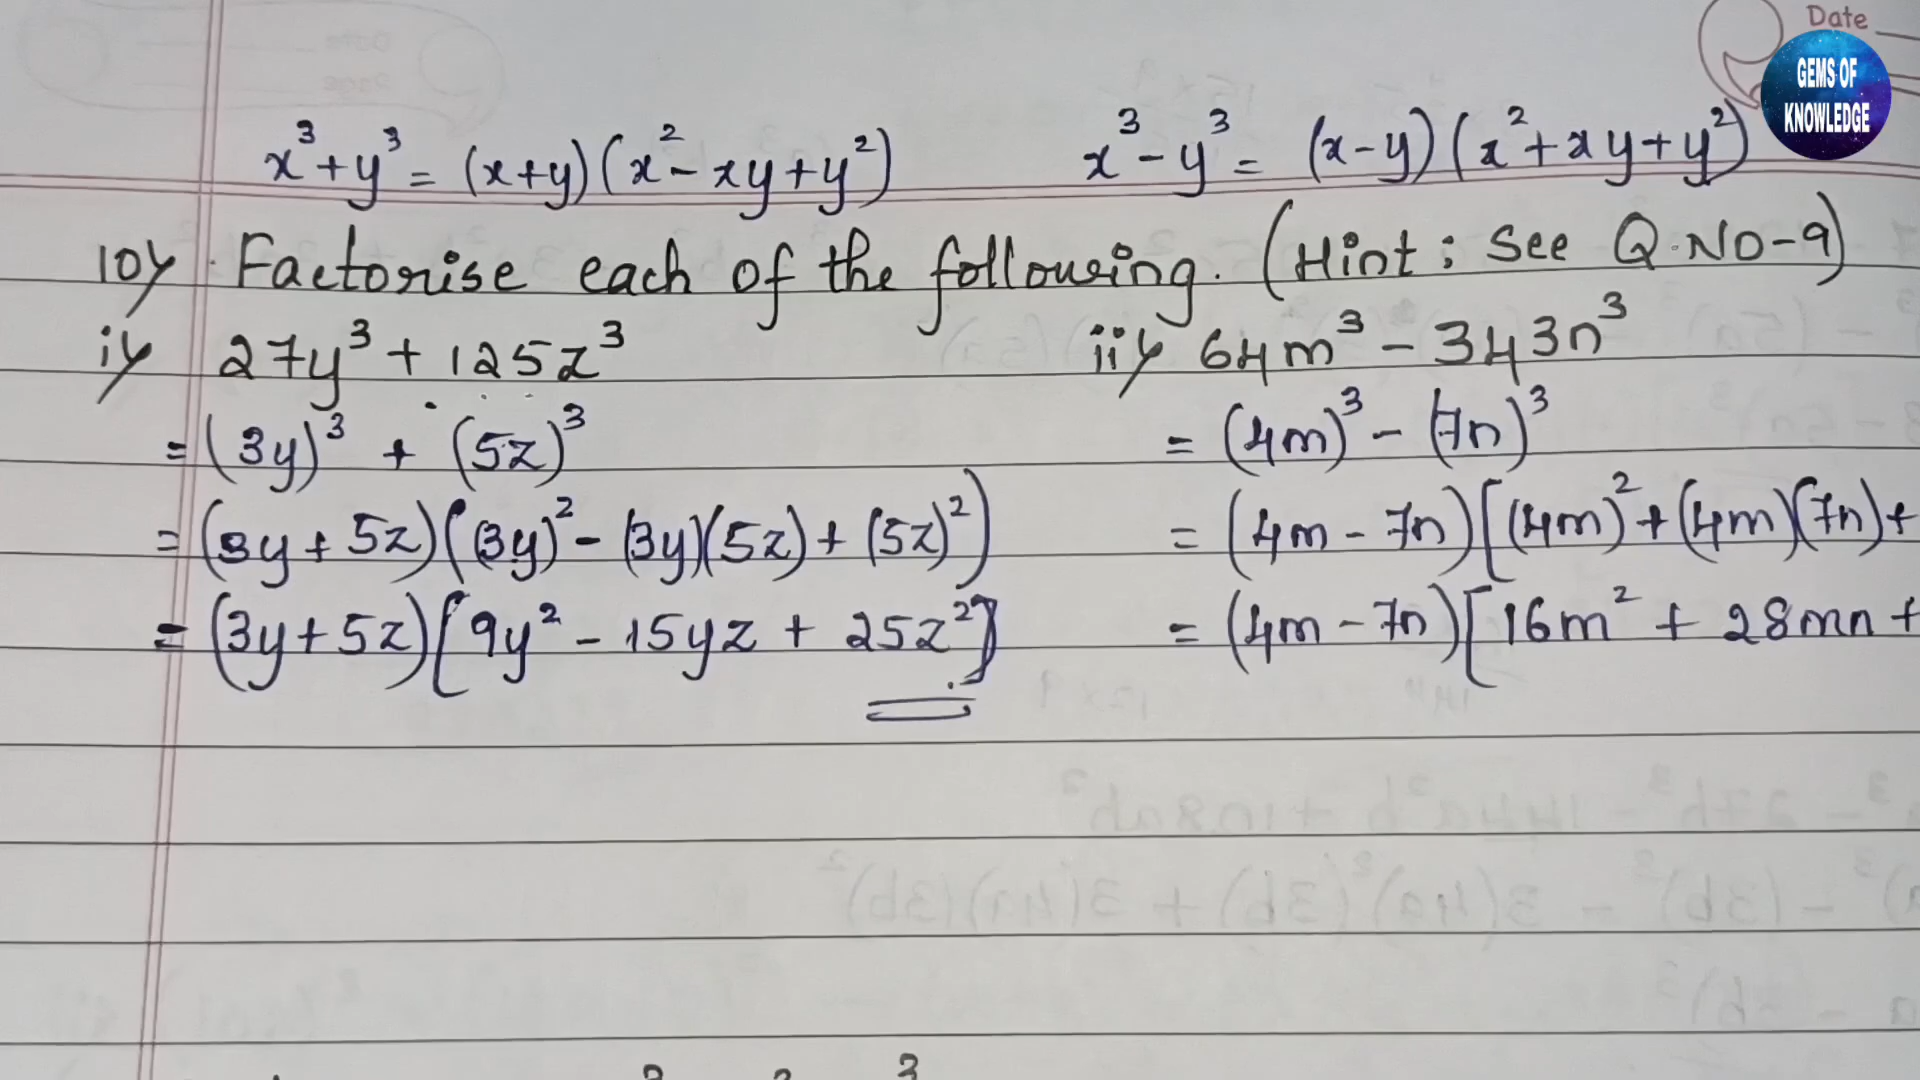 Date
GEMS OF
KNOWLEDGE
x³+y³ = (x+y)(x²-xy+y²)    x³-y³ = (x-y)(x²+xy+y²)
10) Factorise each of the following. (Hint: See Q.NO-9)
i) 27y³ + 125z³    ii) 64m³ - 343n³
= (3y)³ + (5z)³    = (4m)³ - (7n)³
= (3y + 5z)((3y)² - (3y)(5z) + (5z)²)    = (4m - 7n)[(4m)² + (4m)(7n) +
= (3y + 5z)[9y² - 15yz + 25z²]    = (4m - 7n)[16m² + 28mn +